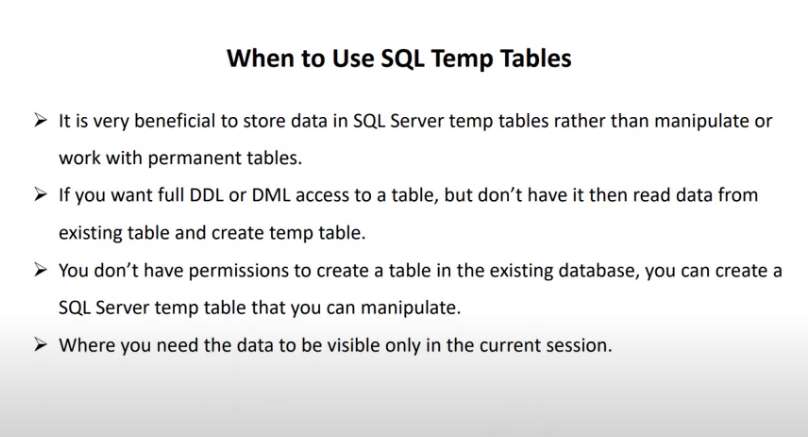 When to Use SQL Temp Tables
➢ It is very beneficial to store data in SQL Server temp tables rather than manipulate or
work with permanent tables.
➢ If you want full DDL or DML access to a table, but don’t have it then read data from
existing table and create temp table.
➢ You don’t have permissions to create a table in the existing database, you can create a
SQL Server temp table that you can manipulate.
➢ Where you need the data to be visible only in the current session.